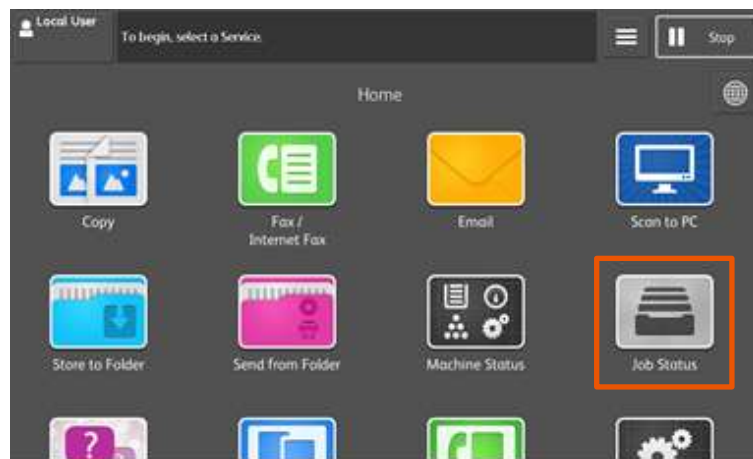 Local User
To begin, select a Service.
Stop
Home
Copy
Fax /
Internet Fax
Email
Scan to PC
Store to Folder
Send from Folder
Machine Status
Job Status
?